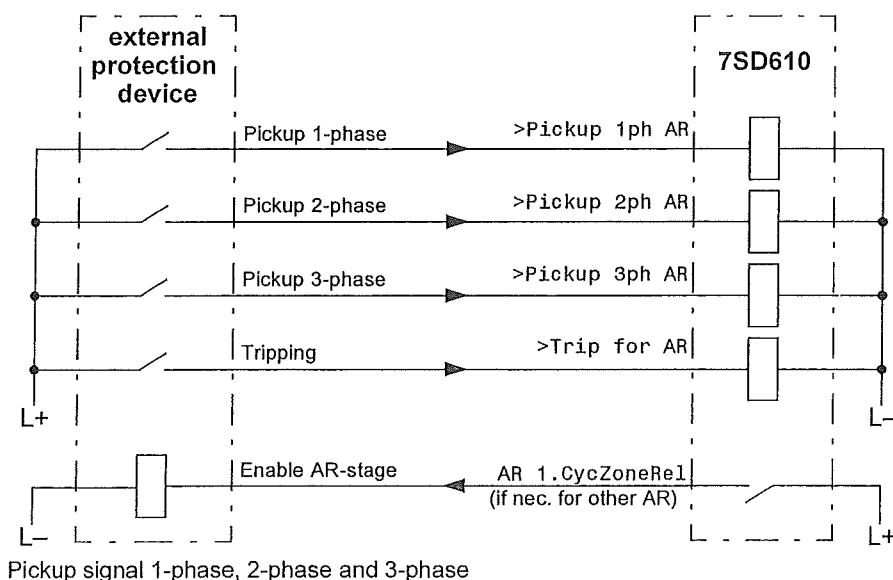 external
protection
device
7SD610
Pickup 1-phase
>Pickup 1ph AR
Pickup 2-phase
>Pickup 2ph AR
Pickup 3-phase
>Pickup 3ph AR
Tripping
>Trip for AR
L+
L−
Enable AR-stage
AR 1.CycZoneRel
(if nec. for other AR)
L−
L+
Pickup signal 1-phase, 2-phase and 3-phase